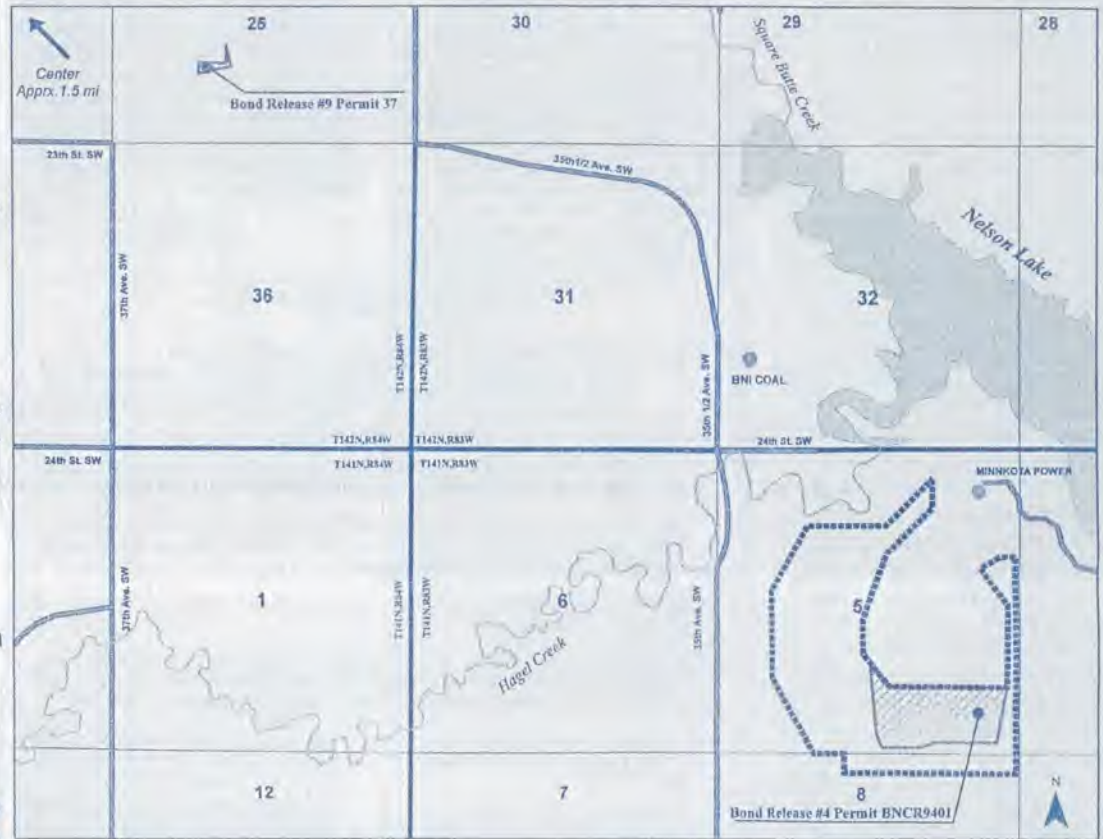 25
30
29
28
Center
Apprx. 1.5 mi
Square Butte Creek
Bond Release #9 Permit 37
23th St. SW
35th1/2 Ave. SW
Nelson Lake
37th Ave. SW
36
31
32
T142N,R84W
T142N,R83W
35th 1/2 Ave. SW
BNI COAL
T142N,R84W
T142N,R83W
24th St. SW
24th St. SW
T141N,R84W
T141N,R83W
MINNKOTA POWER
37th Ave. SW
1
T141N,R84W
T141N,R83W
6
35th Ave. SW
5
Hagel Creek
12
7
8
N
Bond Release #4 Permit BNCR9401